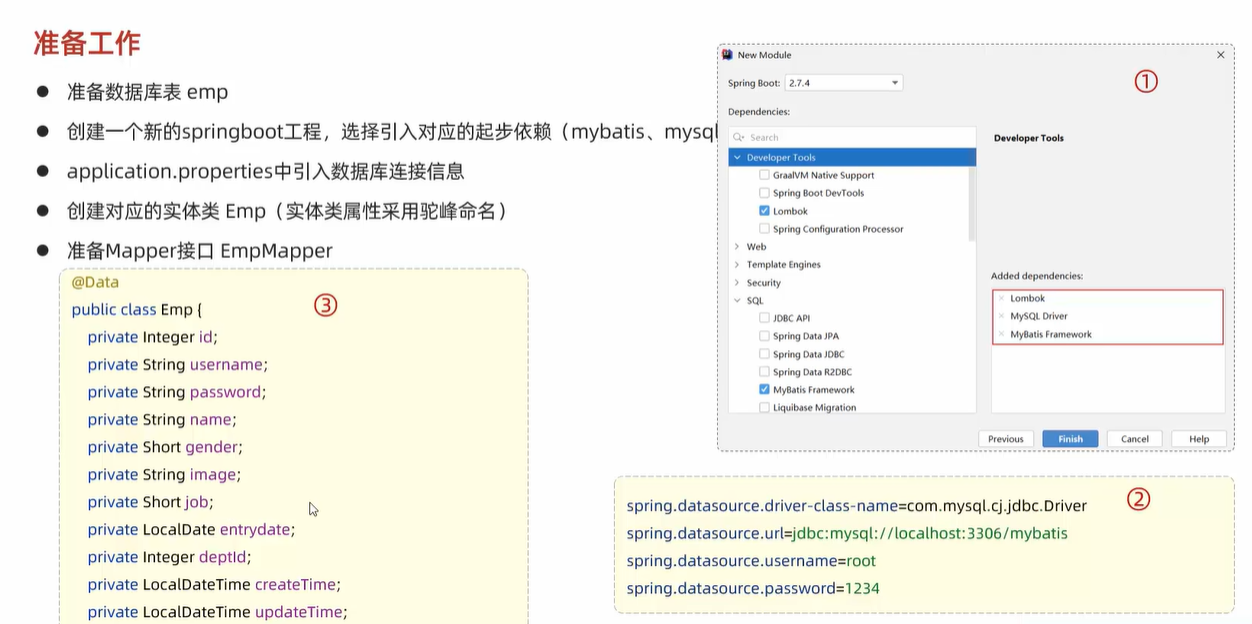 准备工作
● 准备数据库表 emp
● 创建一个新的springboot工程，选择引入对应的起步依赖（mybatis、mysql
● application.properties中引入数据库连接信息
● 创建对应的实体类 Emp（实体类属性采用驼峰命名）
● 准备Mapper接口 EmpMapper
③
@Data
public class Emp {
private Integer id;
private String username;
private String password;
private String name;
private Short gender;
private String image;
private Short job;
private LocalDate entrydate;
private Integer deptId;
private LocalDateTime createTime;
private LocalDateTime updateTime;
New Module
①
Spring Boot: 2.7.4
Dependencies:
Search
Developer Tools
GraalVM Native Support
Spring Boot DevTools
Lombok
Spring Configuration Processor
Web
Template Engines
Security
SQL
JDBC API
Spring Data JPA
Spring Data JDBC
Spring Data R2DBC
MyBatis Framework
Liquibase Migration
Developer Tools
Added dependencies:
Lombok
MySQL Driver
MyBatis Framework
Previous Finish Cancel Help
②
spring.datasource.driver-class-name=com.mysql.cj.jdbc.Driver
spring.datasource.url=jdbc:mysql://localhost:3306/mybatis
spring.datasource.username=root
spring.datasource.password=1234